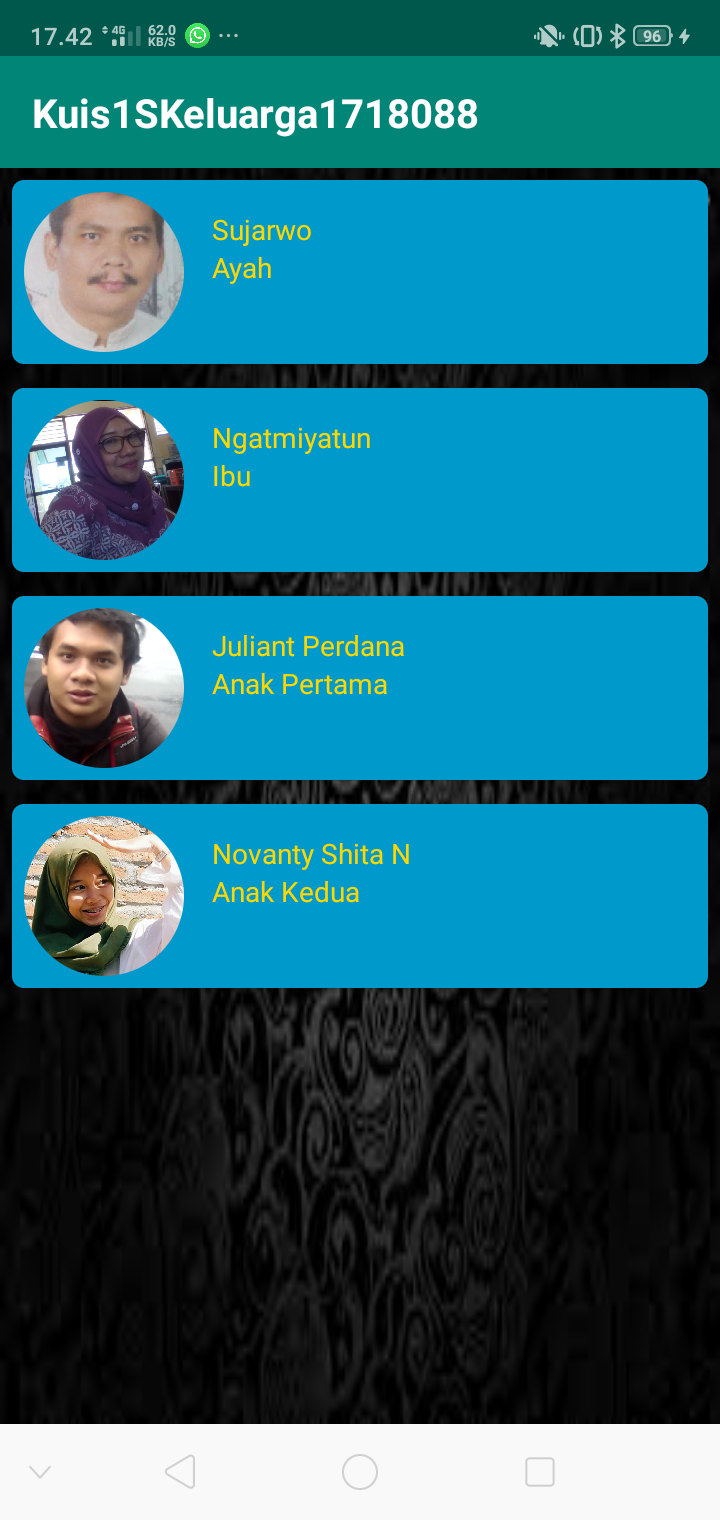 17.42 4G 62.0 KB/S ... 96
Kuis1SKeluarga1718088
Sujarwo
Ayah
Ngatmiyatun
Ibu
Juliant Perdana
Anak Pertama
Novanty Shita N
Anak Kedua